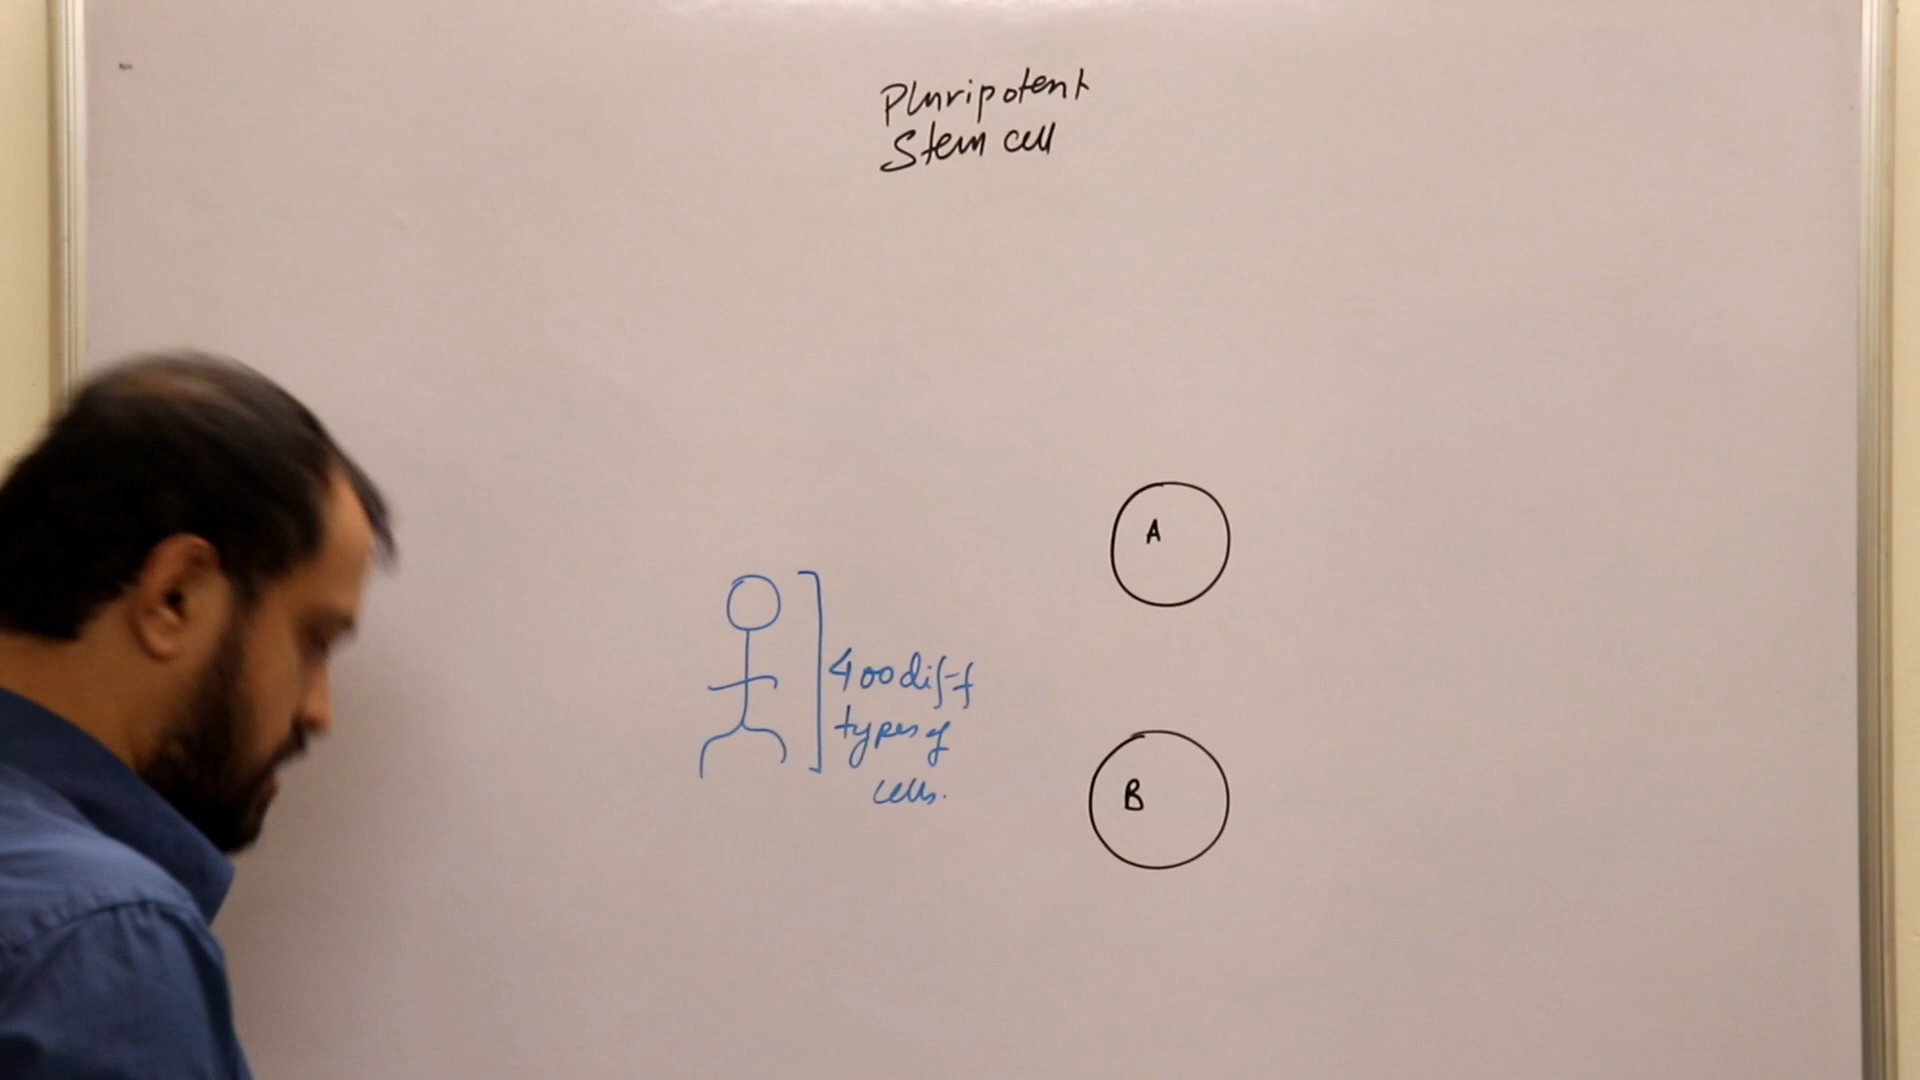 Pluripotent
Stem cell
A
400 diff
types of
cells.
B